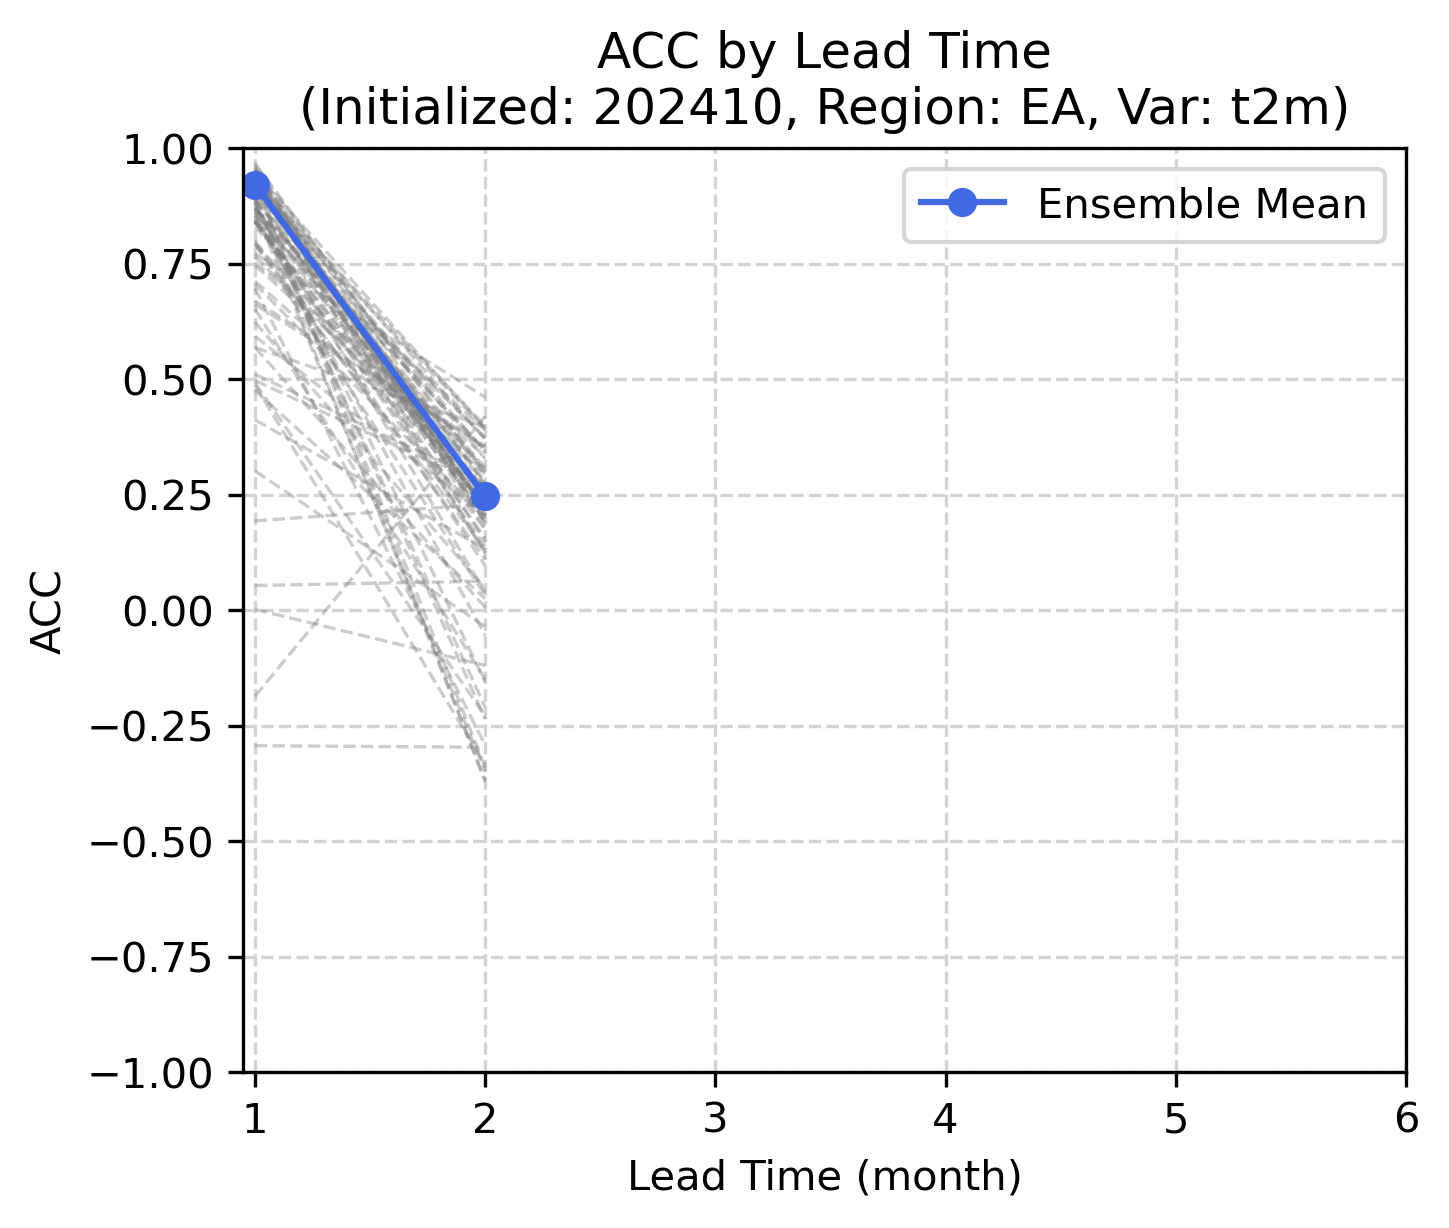 ACC by Lead Time
(Initialized: 202410, Region: EA, Var: t2m)
Ensemble Mean
1.00
0.75
0.50
0.25
0.00
−0.25
−0.50
−0.75
−1.00
ACC
1 2 3 4 5 6
Lead Time (month)